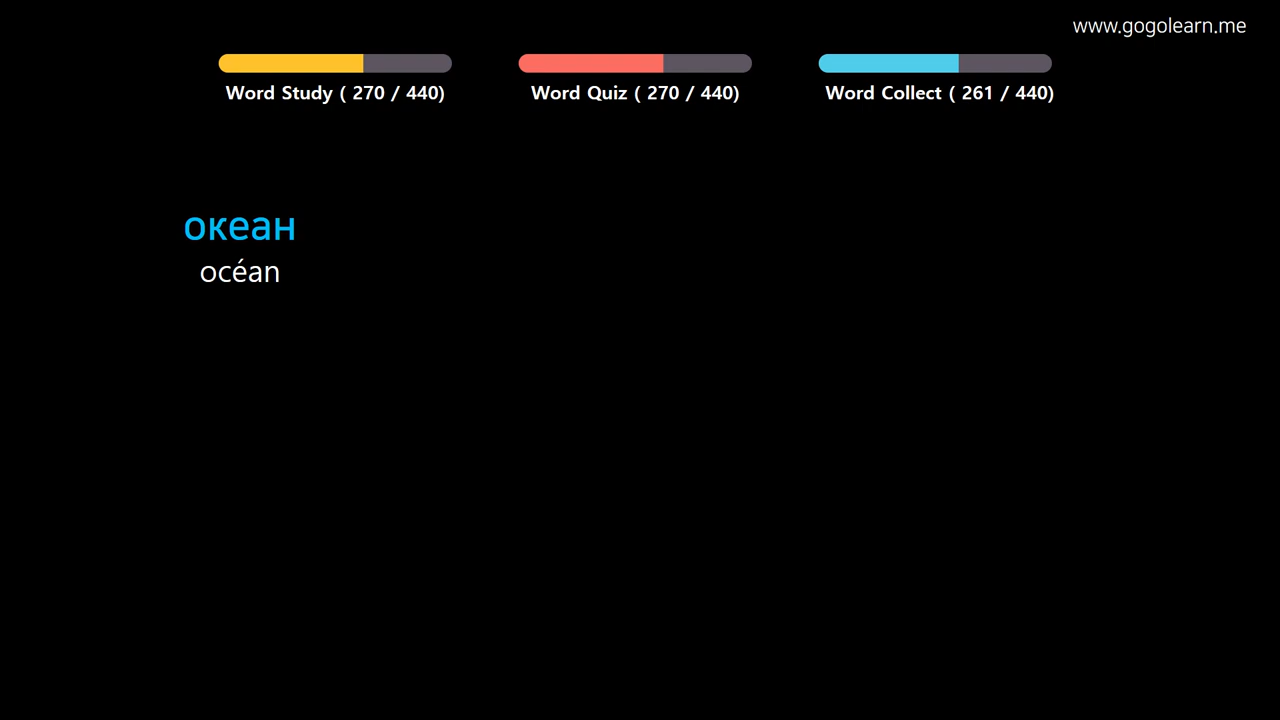 www.gogolearn.me
Word Study ( 270 / 440)
Word Quiz ( 270 / 440)
Word Collect ( 261 / 440)
океан
océan